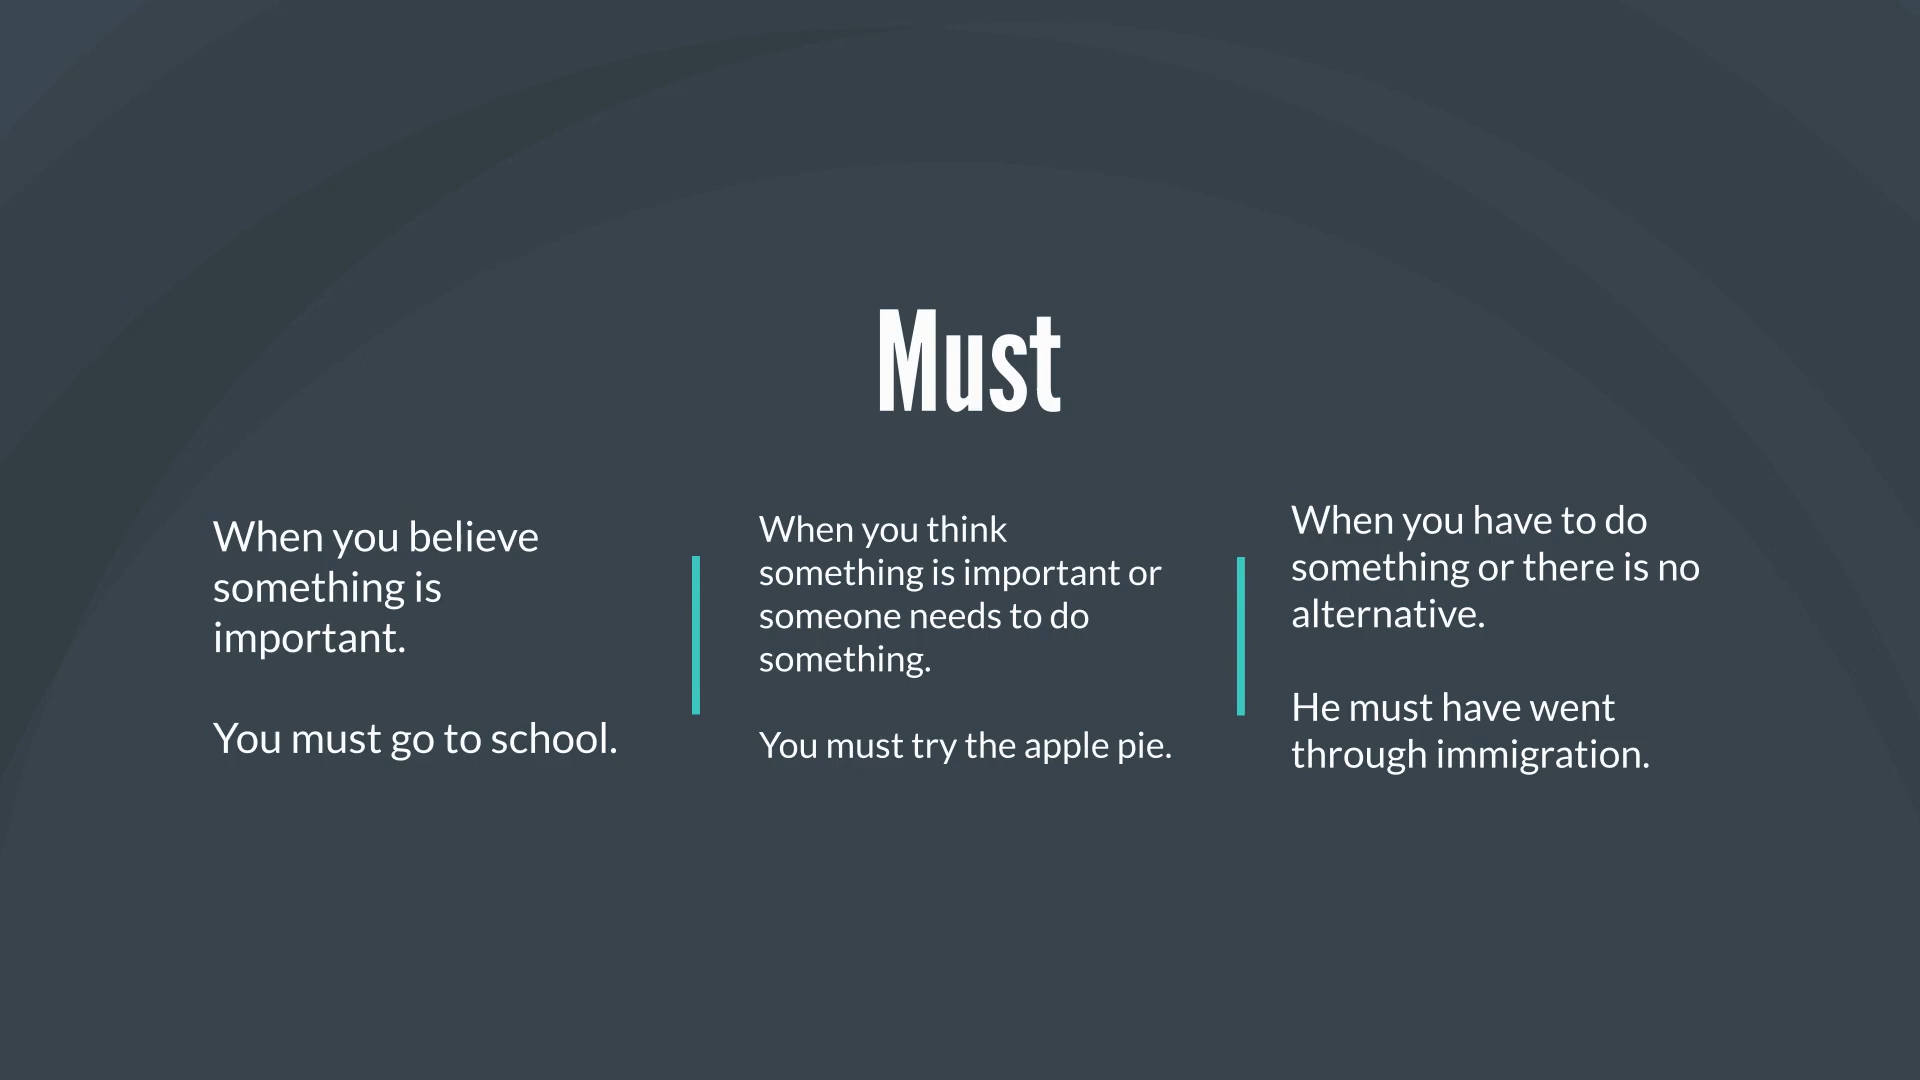 Must
When you believe
something is
important.
You must go to school.
When you think
something is important or
someone needs to do
something.
You must try the apple pie.
When you have to do
something or there is no
alternative.
He must have went
through immigration.